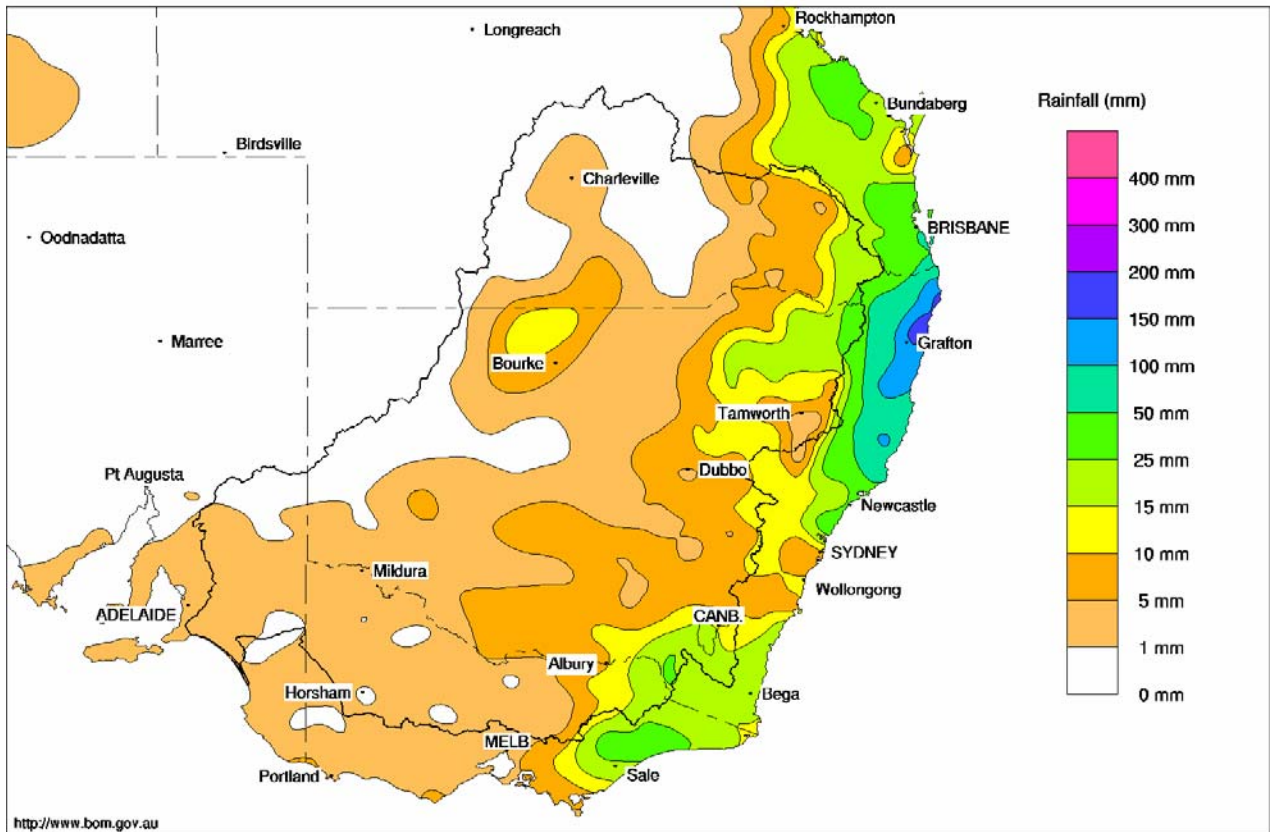 Rockhampton
Longreach
Bundaberg
Rainfall (mm)
Birdsville
Charleville
400 mm
300 mm
BRISBANE
Oodnadatta
200 mm
150 mm
Marree
Grafton
Bourke
100 mm
Tamworth
50 mm
Pt Augusta
Dubbo
25 mm
Newcastle
15 mm
SYDNEY
10 mm
Mildura
Wollongong
ADELAIDE
CANB.
5 mm
Albury
1 mm
Horsham
Bega
0 mm
MELB
Portland
Sale
http://www.bom.gov.au